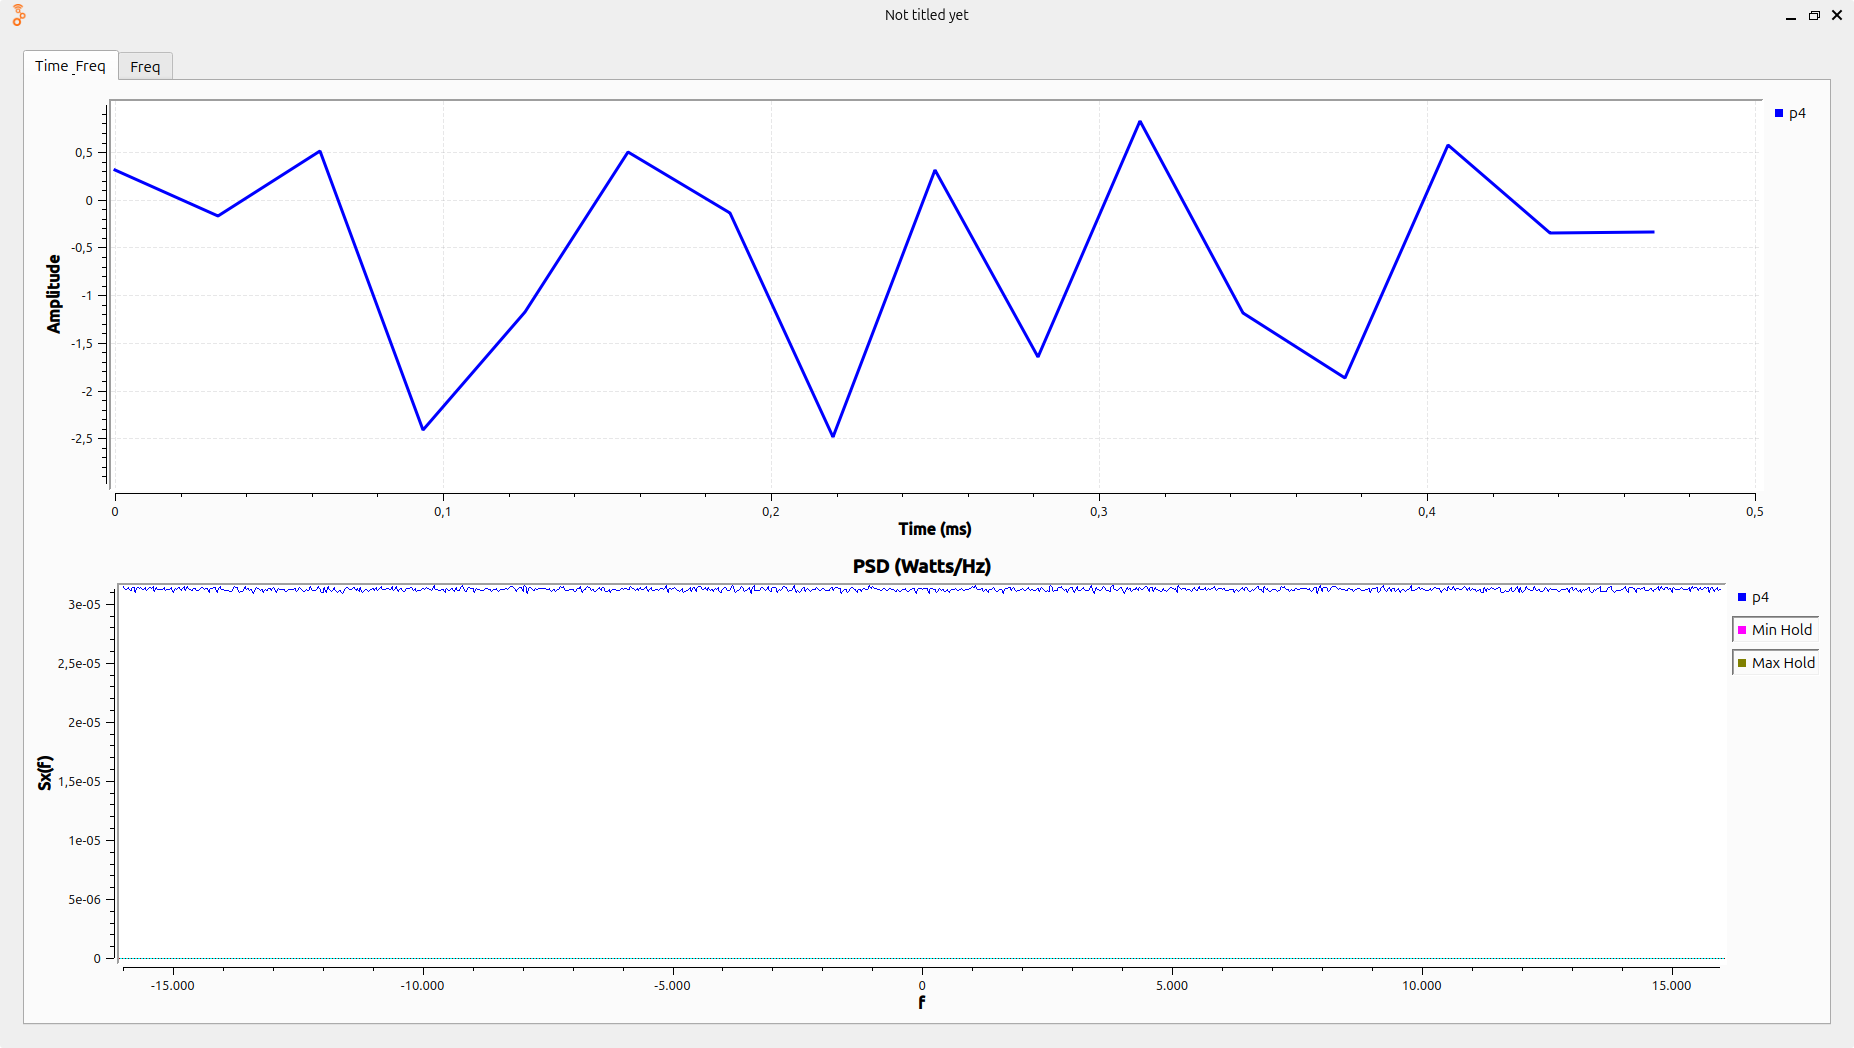 Not titled yet
Time_Freq
Freq
p4
0,5
0
-0,5
-1
-1,5
-2
-2,5
Amplitude
0
0,1
0,2
0,3
0,4
0,5
Time (ms)
PSD (Watts/Hz)
p4
Min Hold
Max Hold
3e-05
2,5e-05
2e-05
1,5e-05
1e-05
5e-06
0
Sx(f)
-15.000
-10.000
-5.000
0
5.000
10.000
15.000
f